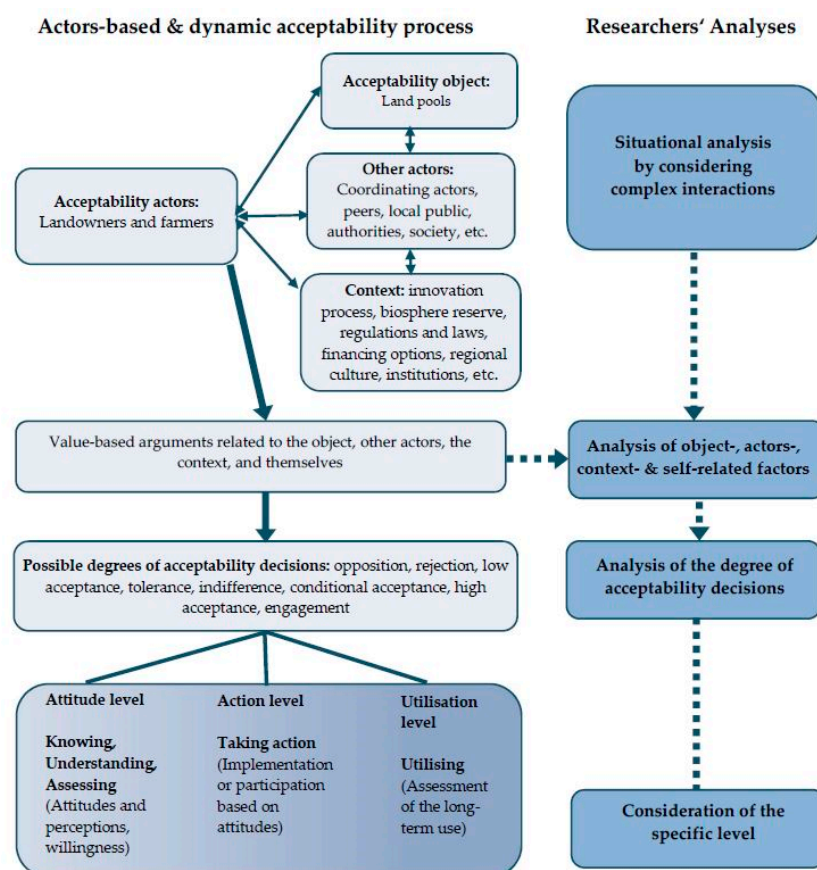 Actors-based & dynamic acceptability process
Researchers‘ Analyses
Acceptability object:
Land pools
Acceptability actors:
Landowners and farmers
Other actors:
Coordinating actors,
peers, local public,
authorities, society, etc.
Context: innovation
process, biosphere reserve,
regulations and laws,
financing options, regional
culture, institutions, etc.
Situational analysis
by considering
complex interactions
Value-based arguments related to the object, other actors, the
context, and themselves
Analysis of object-, actors-,
context- & self-related factors
Possible degrees of acceptability decisions: opposition, rejection, low
acceptance, tolerance, indifference, conditional acceptance, high
acceptance, engagement
Analysis of the degree of
acceptability decisions
Attitude level
Knowing,
Understanding,
Assessing
(Attitudes and
perceptions,
willingness)
Action level
Taking action
(Implementation
or participation
based on
attitudes)
Utilisation
level
Utilising
(Assessment
of the long-
term use)
Consideration of the
specific level